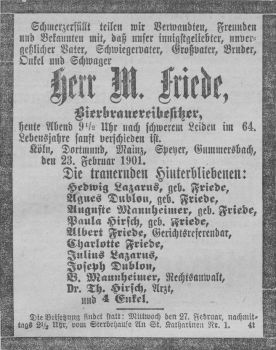 Schmerzerfüllt teilen wir Verwandten, Freunden
und Bekannten mit, daß unser innigstgeliebter, unver-
geßlicher Vater, Schwiegervater, Großvater, Bruder,
Onkel und Schwager
Herr M. Friede,
Bierbrauereibesitzer,
heute Abend 9½ Uhr nach schwerem Leiden im 64.
Lebensjahre sanft verschieden ist.
Köln, Dortmund, Mainz, Speyer, Gummersbach,
den 23. Februar 1901.
Die trauernden Hinterbliebenen:
Hedwig Lazarus, geb. Friede,
Agnes Dublon, geb. Friede,
Auguste Mannheimer, geb. Friede,
Paula Hirsch, geb. Friede,
Albert Friede, Gerichtsreferendar,
Charlotte Friede,
Julius Lazarus,
Joseph Dublon,
B. Mannheimer, Rechtsanwalt,
Dr. Th. Hirsch, Arzt,
und 4 Enkel.
Die Beisetzung findet statt: Mittwoch den 27. Februar, nachmit-
tags 2½ Uhr, vom Sterbehause An St. Katharinen Nr. 1. 41